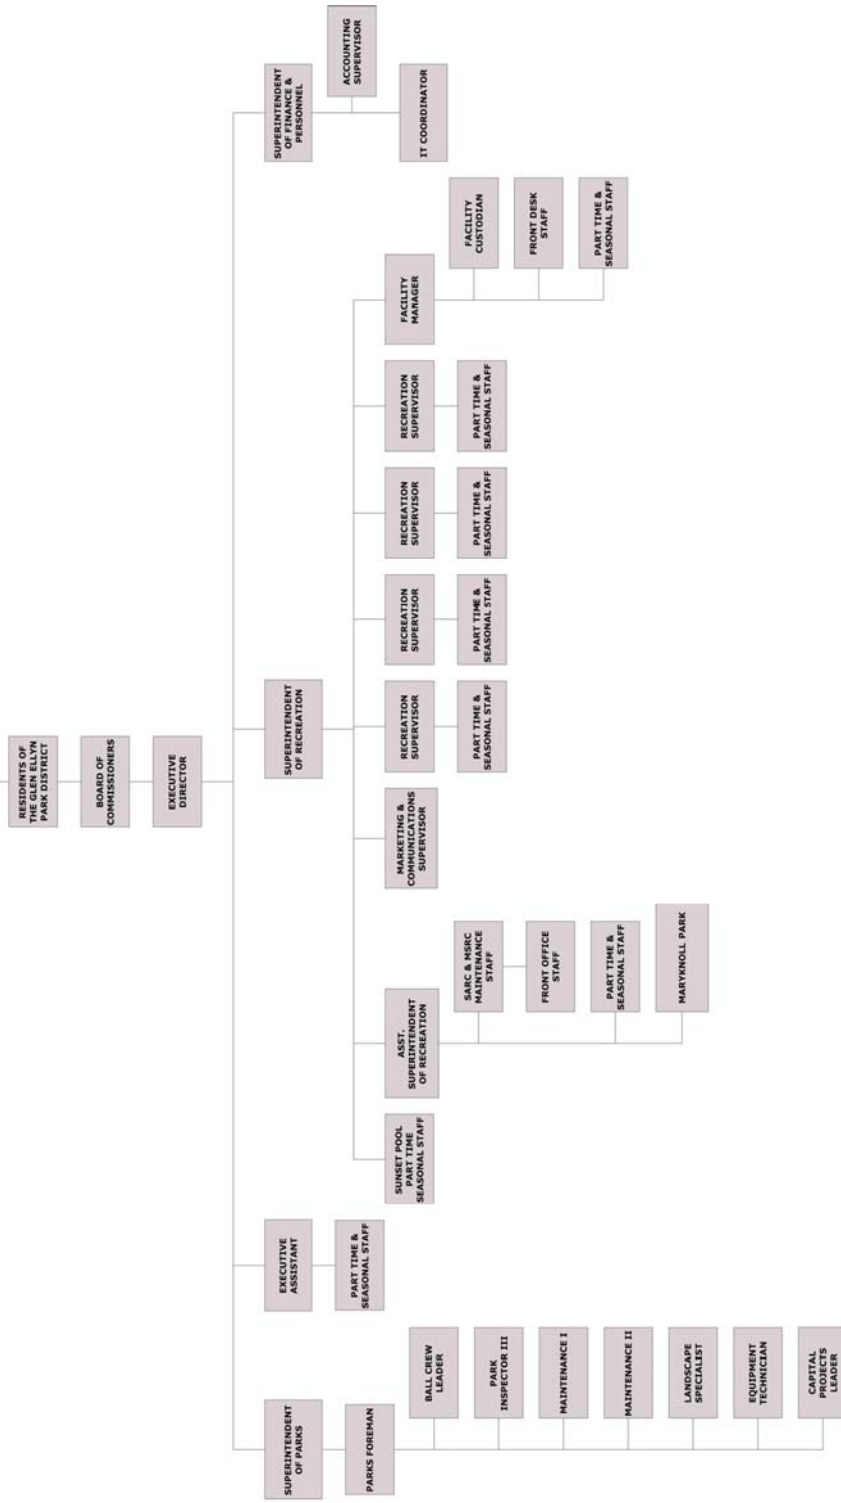 RESIDENTS OF
THE GLEN ELLYN
PARK DISTRICT
BOARD OF
COMMISSIONERS
EXECUTIVE
DIRECTOR
SUPERINTENDENT
OF PARKS
PARKS FOREMAN
BALL CREW
LEADER
PARK
INSPECTOR III
MAINTENANCE I
MAINTENANCE II
LANDSCAPE
SPECIALIST
EQUIPMENT
TECHNICIAN
CAPITAL
PROJECTS
LEADER
EXECUTIVE
ASSISTANT
PART TIME &
SEASONAL STAFF
SUPERINTENDENT
OF RECREATION
SUNSET POOL
PART TIME
SEASONAL STAFF
ASST.
SUPERINTENDENT
OF RECREATION
SARC & MSRC
MAINTENANCE
STAFF
FRONT OFFICE
STAFF
PART TIME &
SEASONAL STAFF
MARYKNOLL PARK
MARKETING &
COMMUNICATIONS
SUPERVISOR
RECREATION
SUPERVISOR
PART TIME &
SEASONAL STAFF
RECREATION
SUPERVISOR
PART TIME &
SEASONAL STAFF
RECREATION
SUPERVISOR
PART TIME &
SEASONAL STAFF
RECREATION
SUPERVISOR
PART TIME &
SEASONAL STAFF
FACILITY
MANAGER
FACILITY
CUSTODIAN
FRONT DESK
STAFF
PART TIME &
SEASONAL STAFF
SUPERINTENDENT
OF FINANCE &
PERSONNEL
ACCOUNTING
SUPERVISOR
IT COORDINATOR